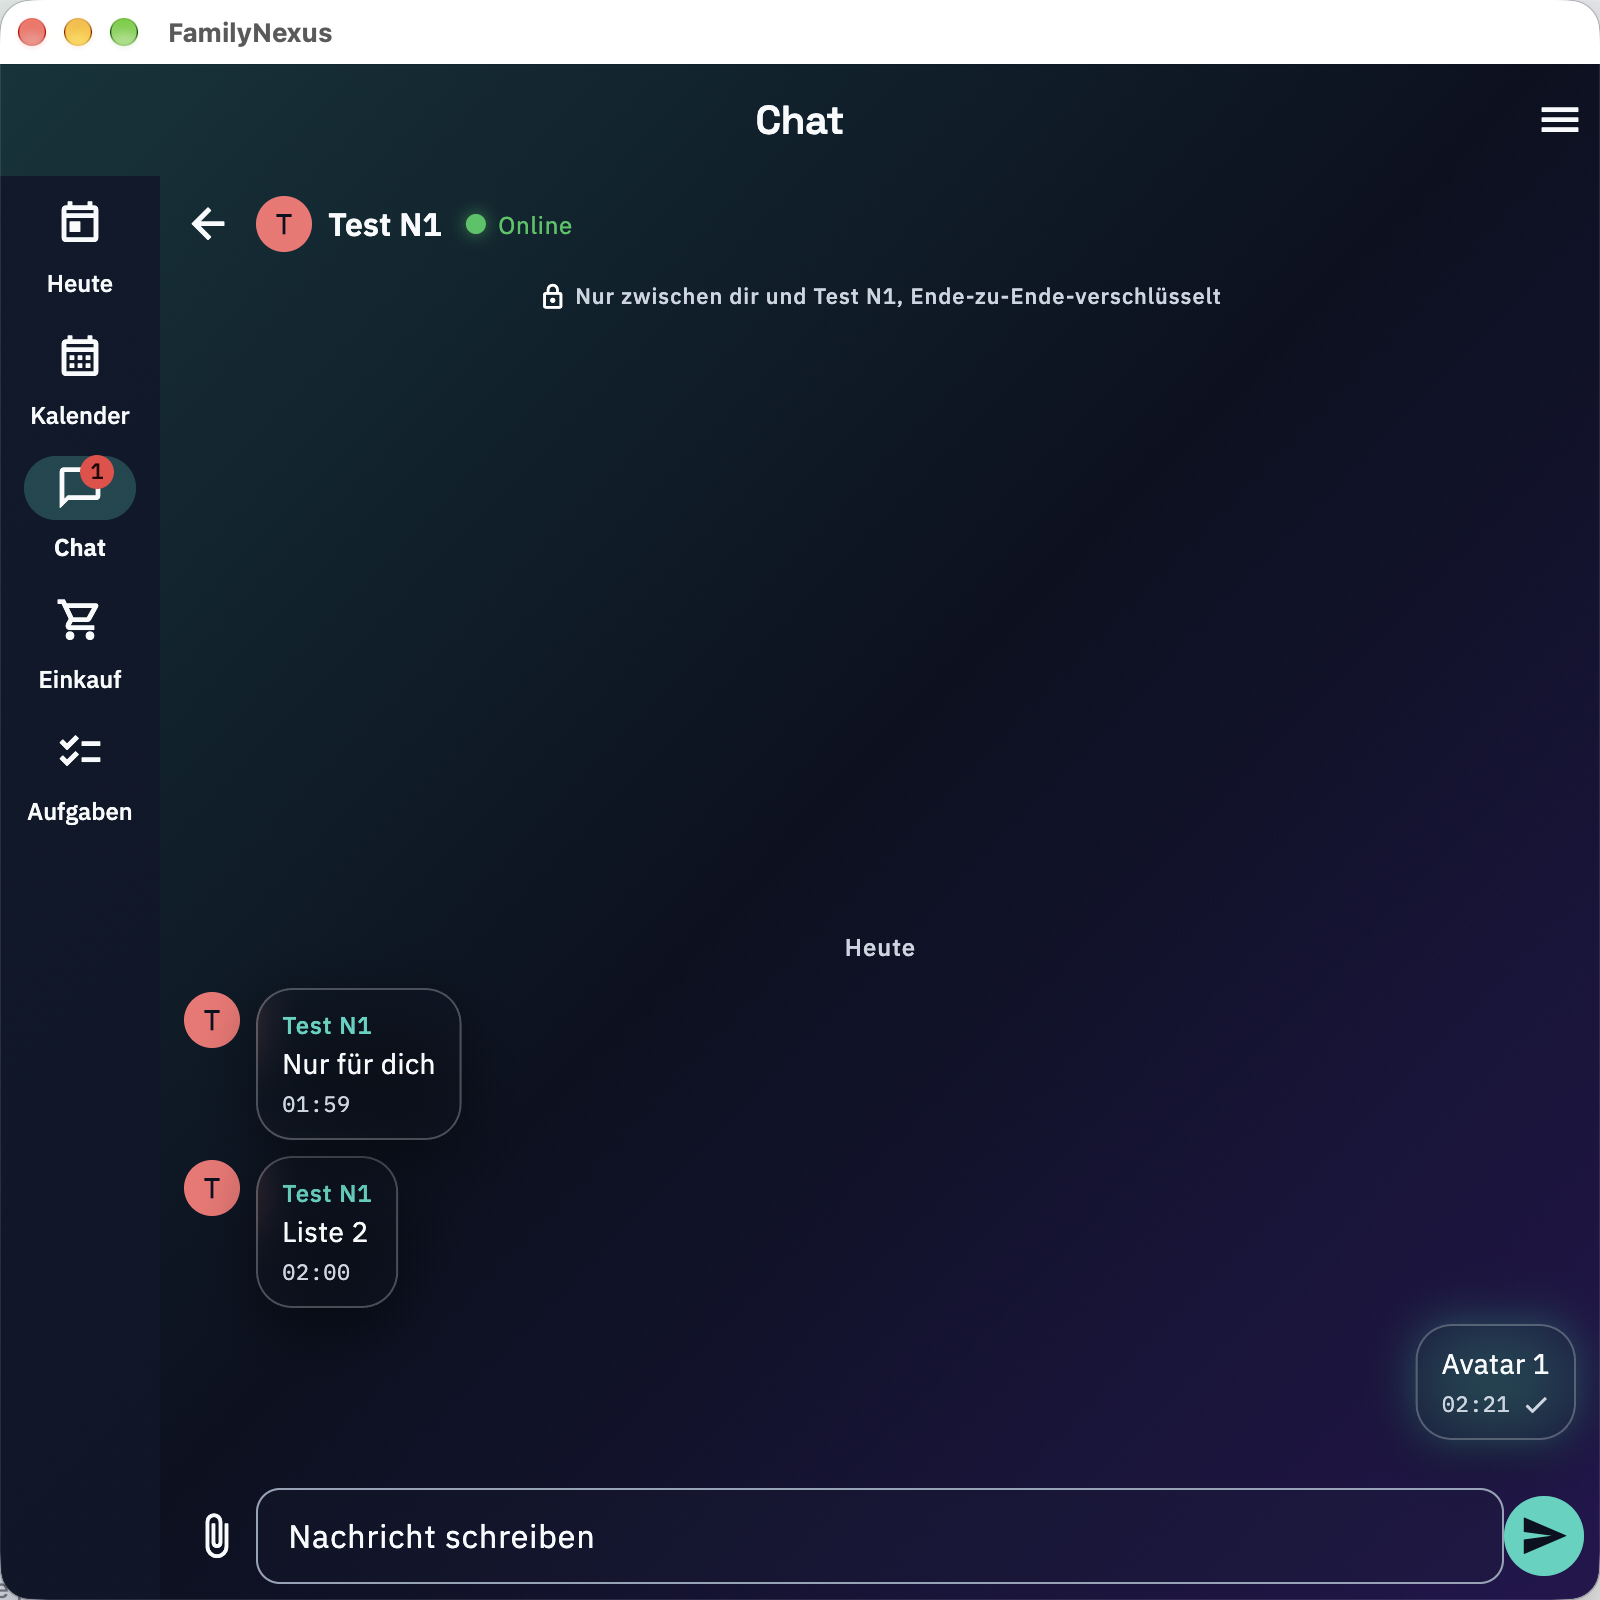 FamilyNexus
Chat
Heute
Kalender
1
Chat
Einkauf
Aufgaben
T Test N1 Online
Nur zwischen dir und Test N1, Ende-zu-Ende-verschlüsselt
Heute
T
Test N1
Nur für dich
01:59
T
Test N1
Liste 2
02:00
Avatar 1
02:21
Nachricht schreiben